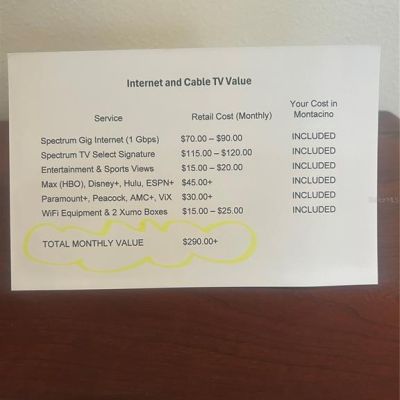 Internet and Cable TV Value
Service Retail Cost (Monthly) Your Cost in Montacino
Spectrum Gig Internet (1 Gbps) $70.00 – $90.00 INCLUDED
Spectrum TV Select Signature $115.00 – $120.00 INCLUDED
Entertainment & Sports Views $15.00 – $20.00 INCLUDED
Max (HBO), Disney+, Hulu, ESPN+ $45.00+ INCLUDED
Paramount+, Peacock, AMC+, ViX $30.00+ INCLUDED
WiFi Equipment & 2 Xumo Boxes $15.00 – $25.00 INCLUDED
TOTAL MONTHLY VALUE $290.00+